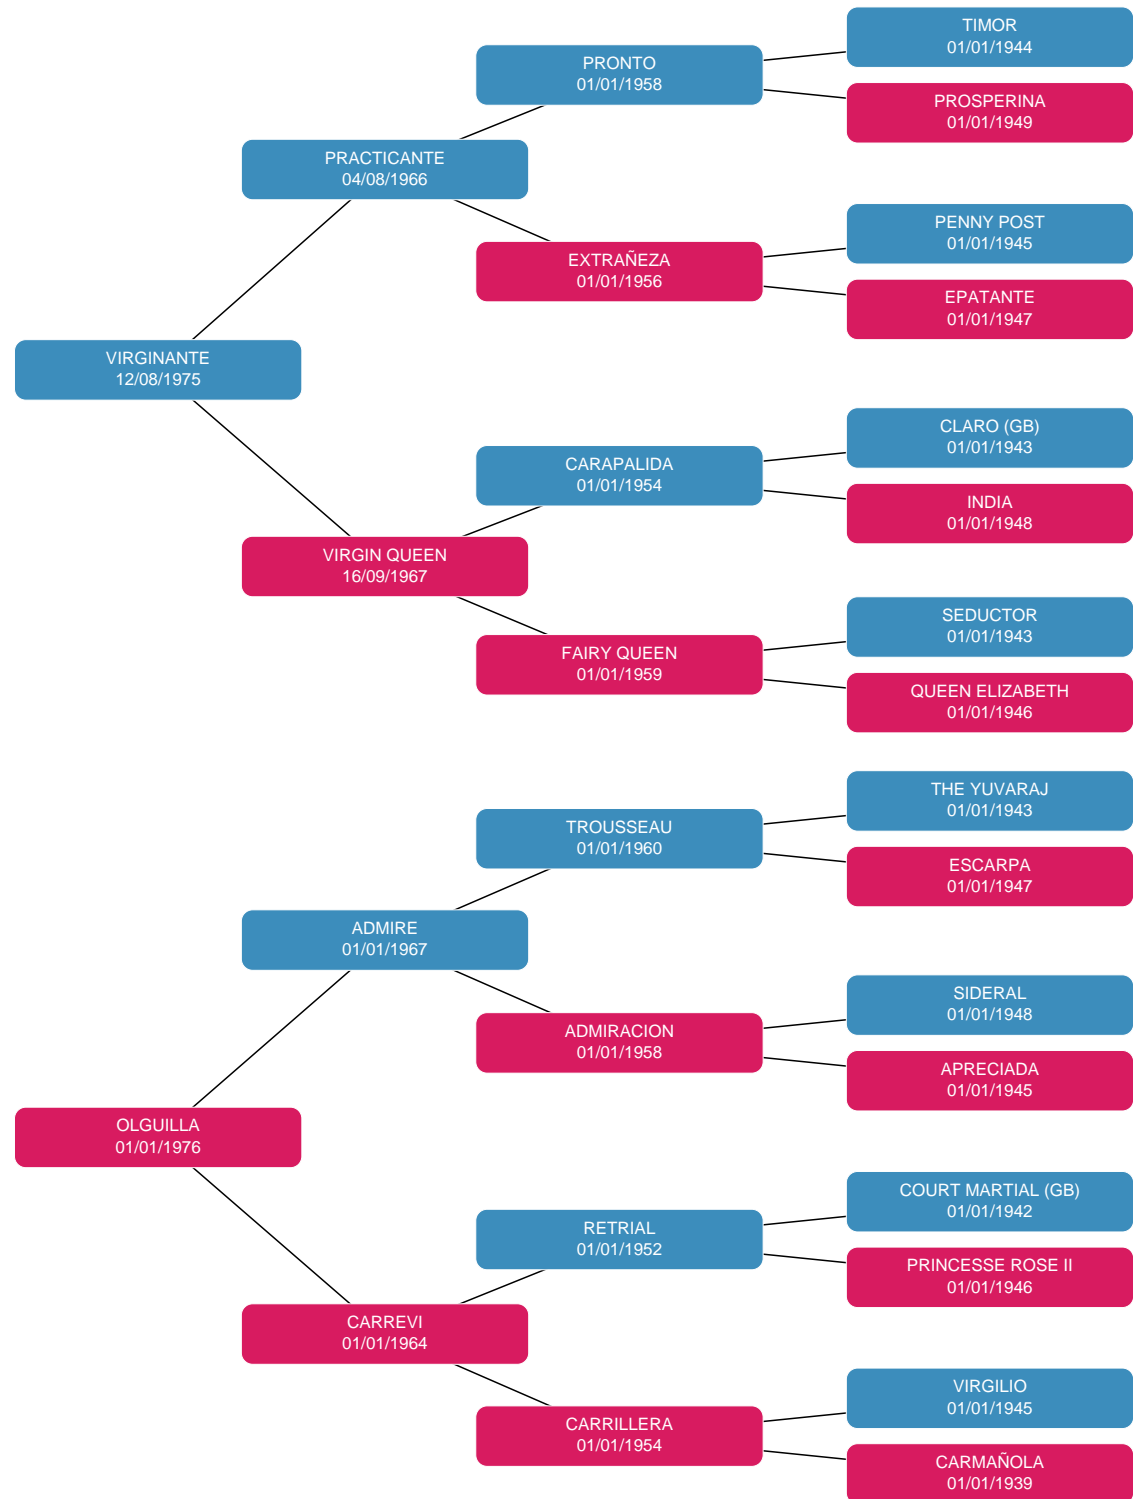 TIMOR
01/01/1944
PRONTO
01/01/1958
PROSPERINA
01/01/1949
PRACTICANTE
04/08/1966
PENNY POST
01/01/1945
EXTRAÑEZA
01/01/1956
EPATANTE
01/01/1947
VIRGINANTE
12/08/1975
CLARO (GB)
01/01/1943
CARAPALIDA
01/01/1954
INDIA
01/01/1948
VIRGIN QUEEN
16/09/1967
SEDUCTOR
01/01/1943
FAIRY QUEEN
01/01/1959
QUEEN ELIZABETH
01/01/1946
THE YUVARAJ
01/01/1943
TROUSSEAU
01/01/1960
ESCARPA
01/01/1947
ADMIRE
01/01/1967
SIDERAL
01/01/1948
ADMIRACION
01/01/1958
APRECIADA
01/01/1945
OLGUILLA
01/01/1976
COURT MARTIAL (GB)
01/01/1942
RETRIAL
01/01/1952
PRINCESSE ROSE II
01/01/1946
CARREVI
01/01/1964
VIRGILIO
01/01/1945
CARRILLERA
01/01/1954
CARMAÑOLA
01/01/1939